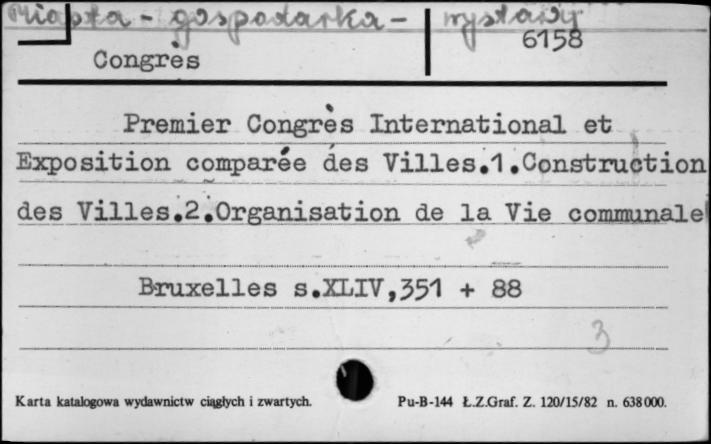 Miasta - gospodarka - wystawy
6158
Congrès
Premier Congrès International et
Exposition comparée des Villes.1.Construction
des Villes.2.Organisation de la Vie communale
Bruxelles s.XLIV,351 + 88
3
Karta katalogowa wydawnictw ciągłych i zwartych. Pu-B-144 Ł.Z.Graf. Z. 120/15/82 n. 638000.